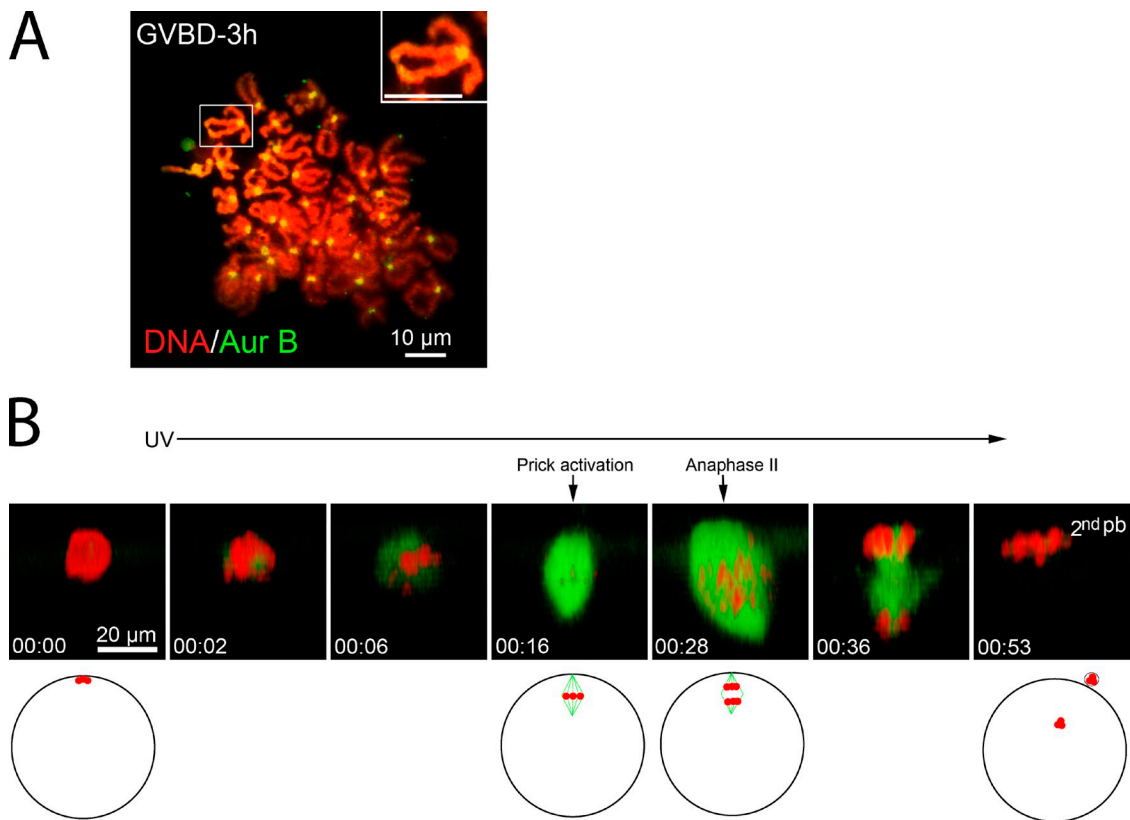 A
GVBD-3h
DNA/Aur B
10 µm
B
UV
Prick activation
Anaphase II
2nd pb
00:00
20 µm
00:02
00:06
00:16
00:28
00:36
00:53